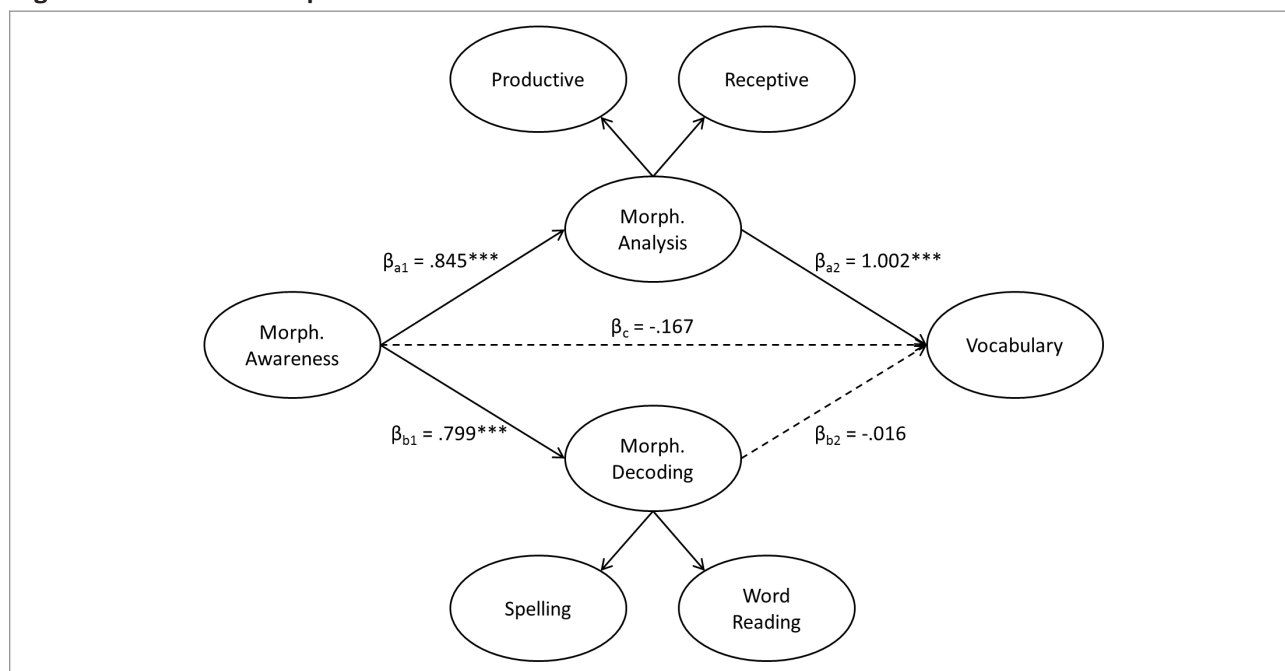 Productive
Receptive
Morph.
Analysis
βa1 = .845***
βa2 = 1.002***
βc = -.167
Morph.
Awareness
Vocabulary
βb1 = .799***
βb2 = -.016
Morph.
Decoding
Spelling
Word
Reading